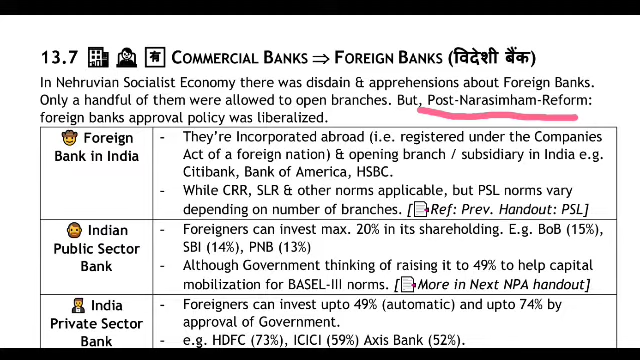 13.7 COMMERCIAL BANKS ⇒ FOREIGN BANKS (विदेशी बैंक)
In Nehruvian Socialist Economy there was disdain & apprehensions about Foreign Banks.
Only a handful of them were allowed to open branches. But, Post-Narasimham-Reform:
foreign banks approval policy was liberalized.
Foreign
Bank in India
- They're Incorporated abroad (i.e. registered under the Companies
Act of a foreign nation) & opening branch / subsidiary in India e.g.
Citibank, Bank of America, HSBC.
- While CRR, SLR & other norms applicable, but PSL norms vary
depending on number of branches. [Ref: Prev. Handout: PSL]
Indian
Public Sector
Bank
- Foreigners can invest max. 20% in its shareholding. E.g. BoB (15%),
SBI (14%), PNB (13%)
- Although Government thinking of raising it to 49% to help capital
mobilization for BASEL-III norms. [More in Next NPA handout]
India
Private Sector
Bank
- Foreigners can invest upto 49% (automatic) and upto 74% by
approval of Government.
- e.g. HDFC (73%), ICICI (59%) Axis Bank (52%).